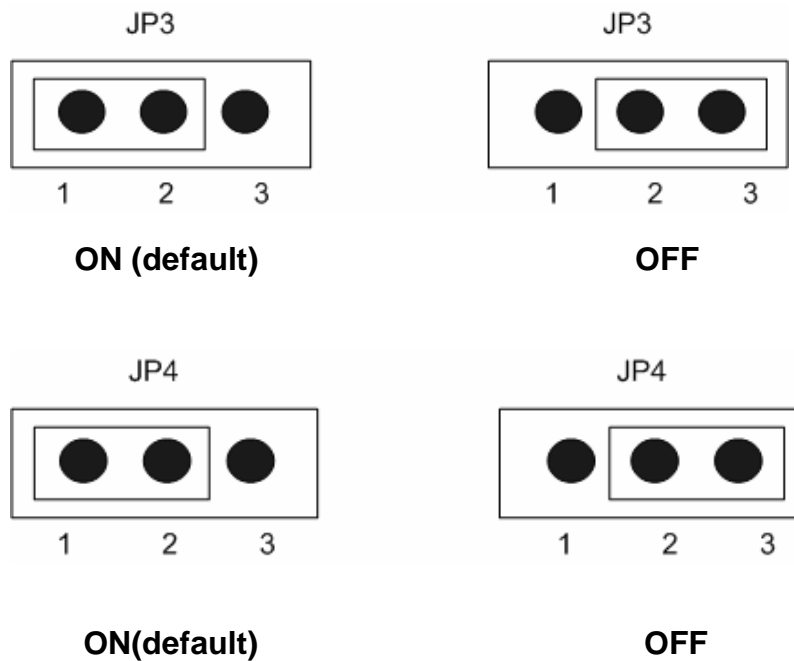 JP3 JP3
1 2 3 1 2 3
ON (default) OFF
JP4 JP4
1 2 3 1 2 3
ON(default) OFF